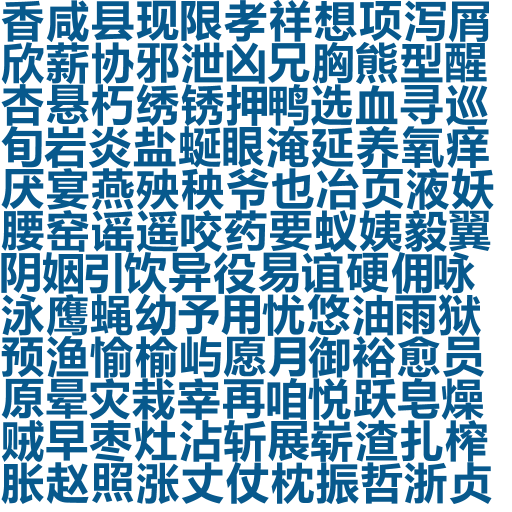 香咸县现限孝祥想项泻屑
欣薪协邪泄凶兄胸熊型醒
杏悬朽绣锈押鸭选血寻巡
旬岩炎盐蜒眼淹延养氧痒
厌宴燕殃秧爷也冶页液妖
腰窑谣遥咬药要蚁姨毅翼
阴姻引饮异役易谊硬佣咏
泳鹰蝇幼予用忧悠油雨狱
预渔愉榆屿愿月御裕愈员
原晕灾栽宰再咱悦跃皂燥
贼早枣灶沾斩展崭渣扎榨
胀赵照涨丈仗枕振哲浙贞